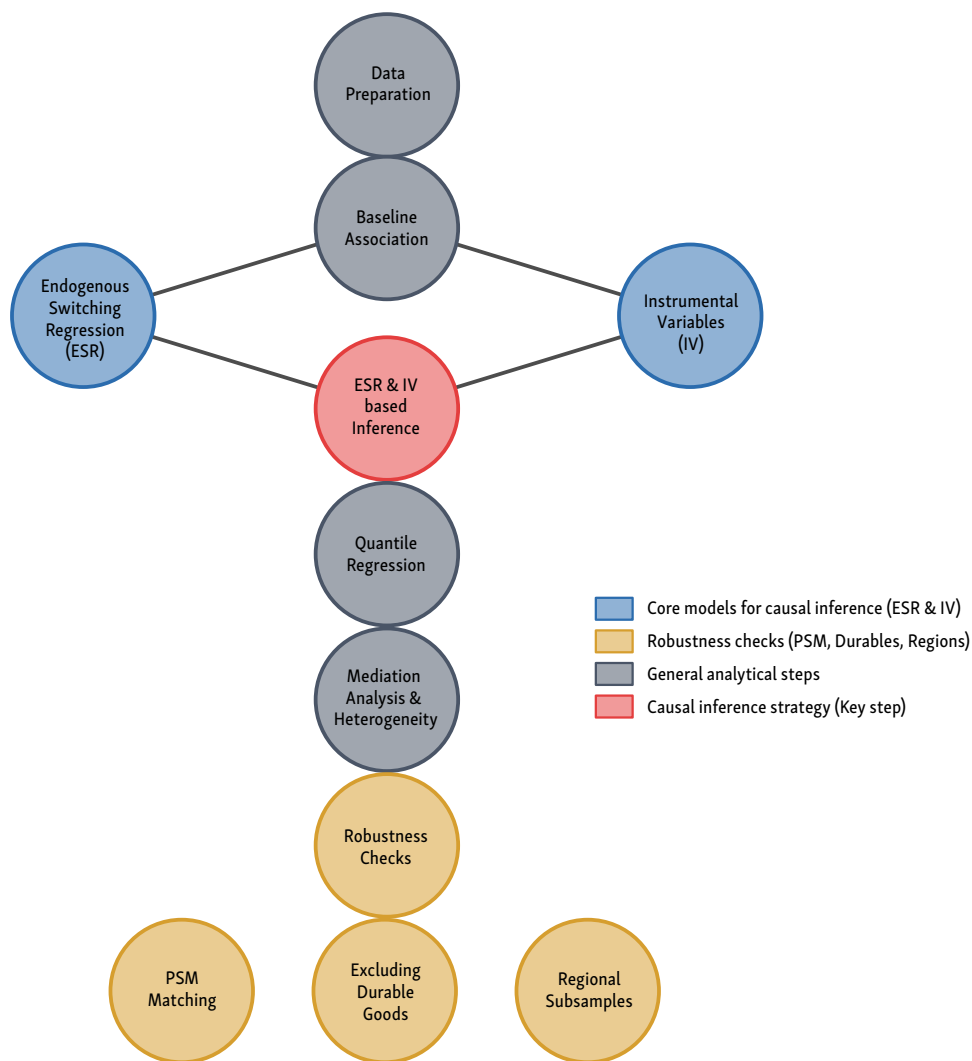 Data
Preparation
Baseline
Association
Endogenous
Switching
Regression
(ESR)
Instrumental
Variables
(IV)
ESR & IV
based
Inference
Quantile
Regression
Mediation
Analysis &
Heterogeneity
Core models for causal inference (ESR & IV)
Robustness checks (PSM, Durables, Regions)
General analytical steps
Causal inference strategy (Key step)
Robustness
Checks
PSM
Matching
Excluding
Durable
Goods
Regional
Subsamples